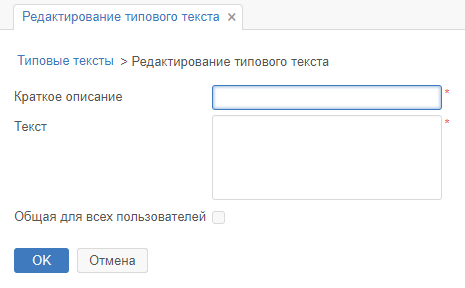 Редактирование типового текста ×
Типовые тексты > Редактирование типового текста
Краткое описание *
Текст *
Общая для всех пользователей
OK Отмена